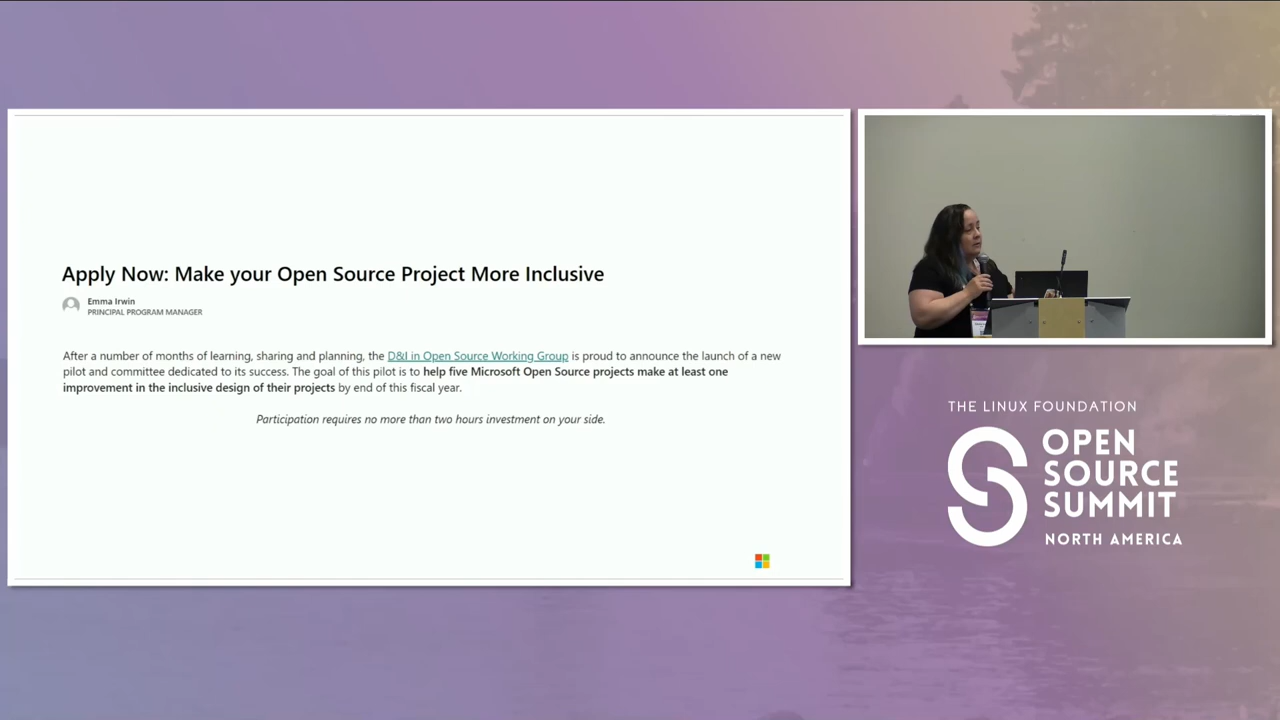 Apply Now: Make your Open Source Project More Inclusive
Emma Irwin
PRINCIPAL PROGRAM MANAGER
After a number of months of learning, sharing and planning, the D&I in Open Source Working Group is proud to announce the launch of a new
pilot and committee dedicated to its success. The goal of this pilot is to help five Microsoft Open Source projects make at least one
improvement in the inclusive design of their projects by end of this fiscal year.
Participation requires no more than two hours investment on your side.
THE LINUX FOUNDATION
OPEN
SOURCE
SUMMIT
NORTH AMERICA